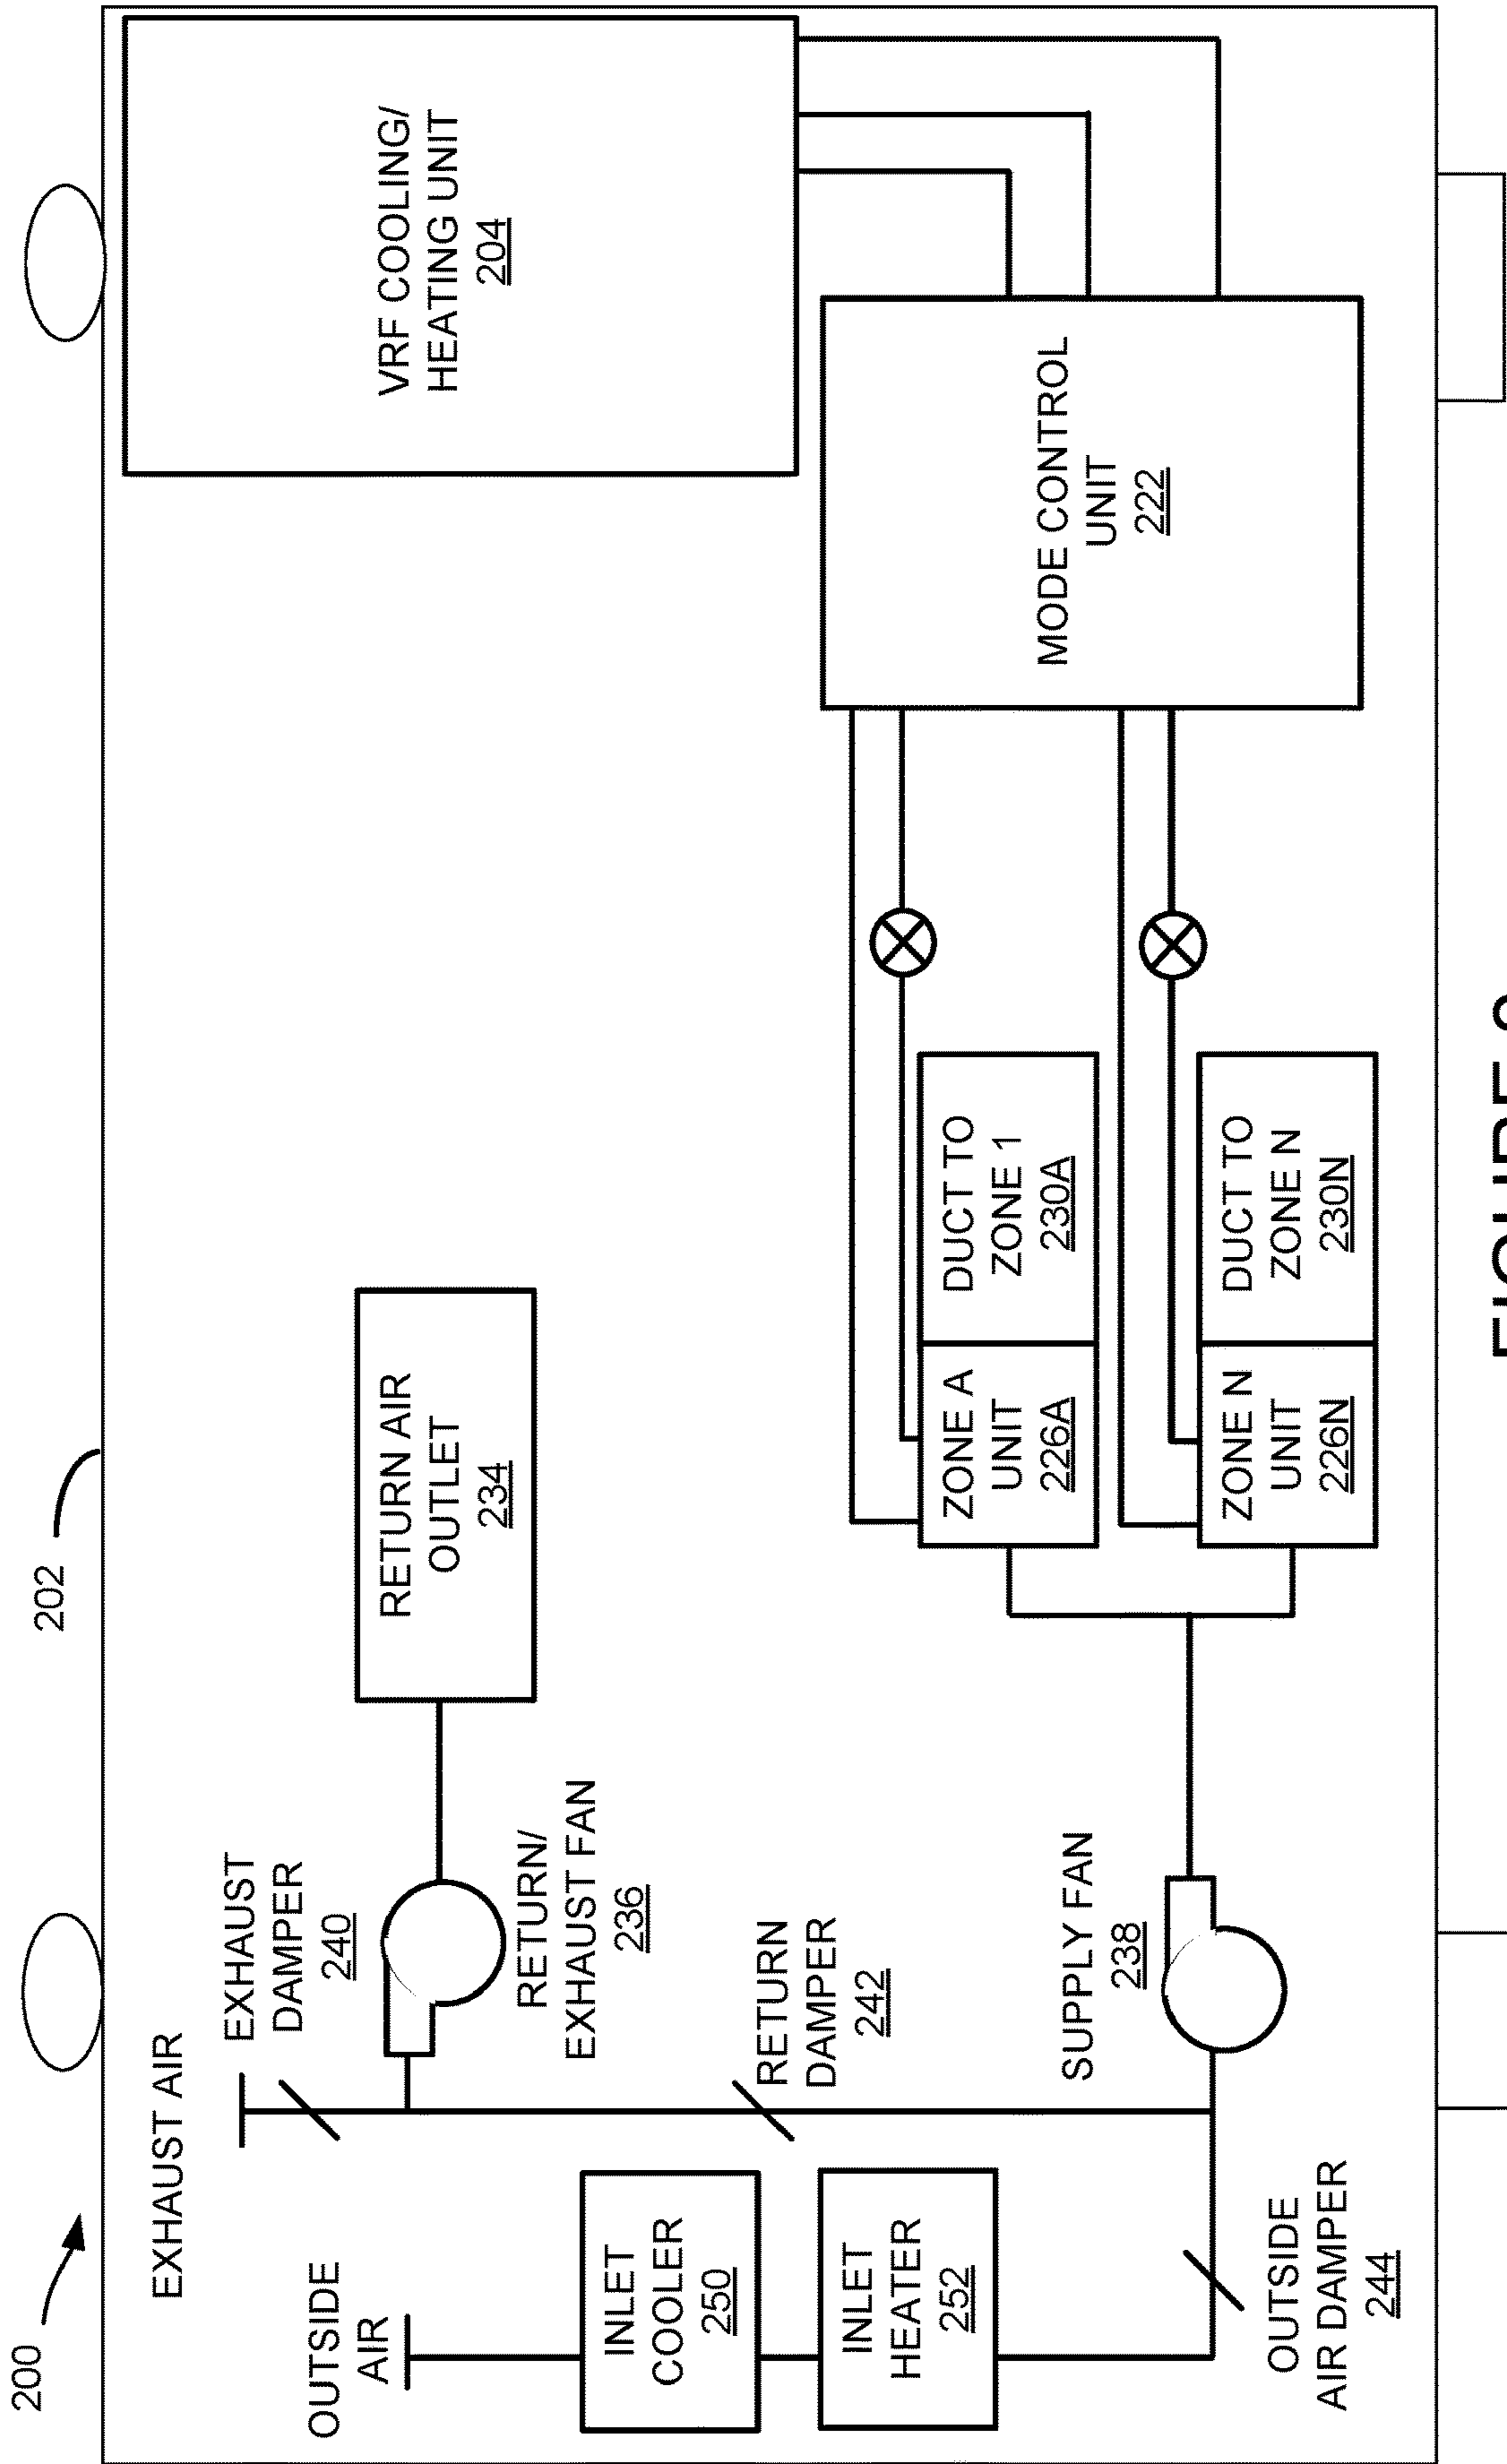 200
202
EXHAUST AIR
OUTSIDE
AIR
EXHAUST
DAMPER
240
RETURN/
EXHAUST FAN
236
RETURN AIR
OUTLET
234
VRF COOLING/
HEATING UNIT
204
INLET
COOLER
250
INLET
HEATER
252
RETURN
DAMPER
242
OUTSIDE
AIR DAMPER
244
SUPPLY FAN
238
ZONE A
UNIT
226A
DUCT TO
ZONE 1
230A
ZONE N
UNIT
226N
DUCT TO
ZONE N
230N
MODE CONTROL
UNIT
222
FIGURE